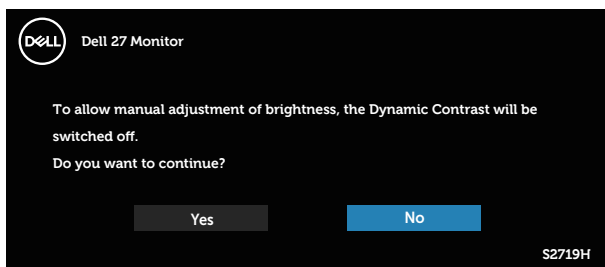 DELL
Dell 27 Monitor
To allow manual adjustment of brightness, the Dynamic Contrast will be
switched off.
Do you want to continue?
Yes No
S2719H